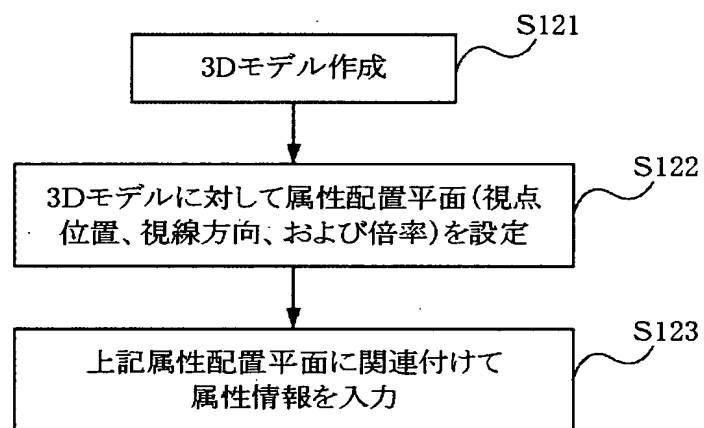 S121
3Dモデル作成
S122
3Dモデルに対して属性配置平面(視点
位置、視線方向、および倍率)を設定
S123
上記属性配置平面に関連付けて
属性情報を入力